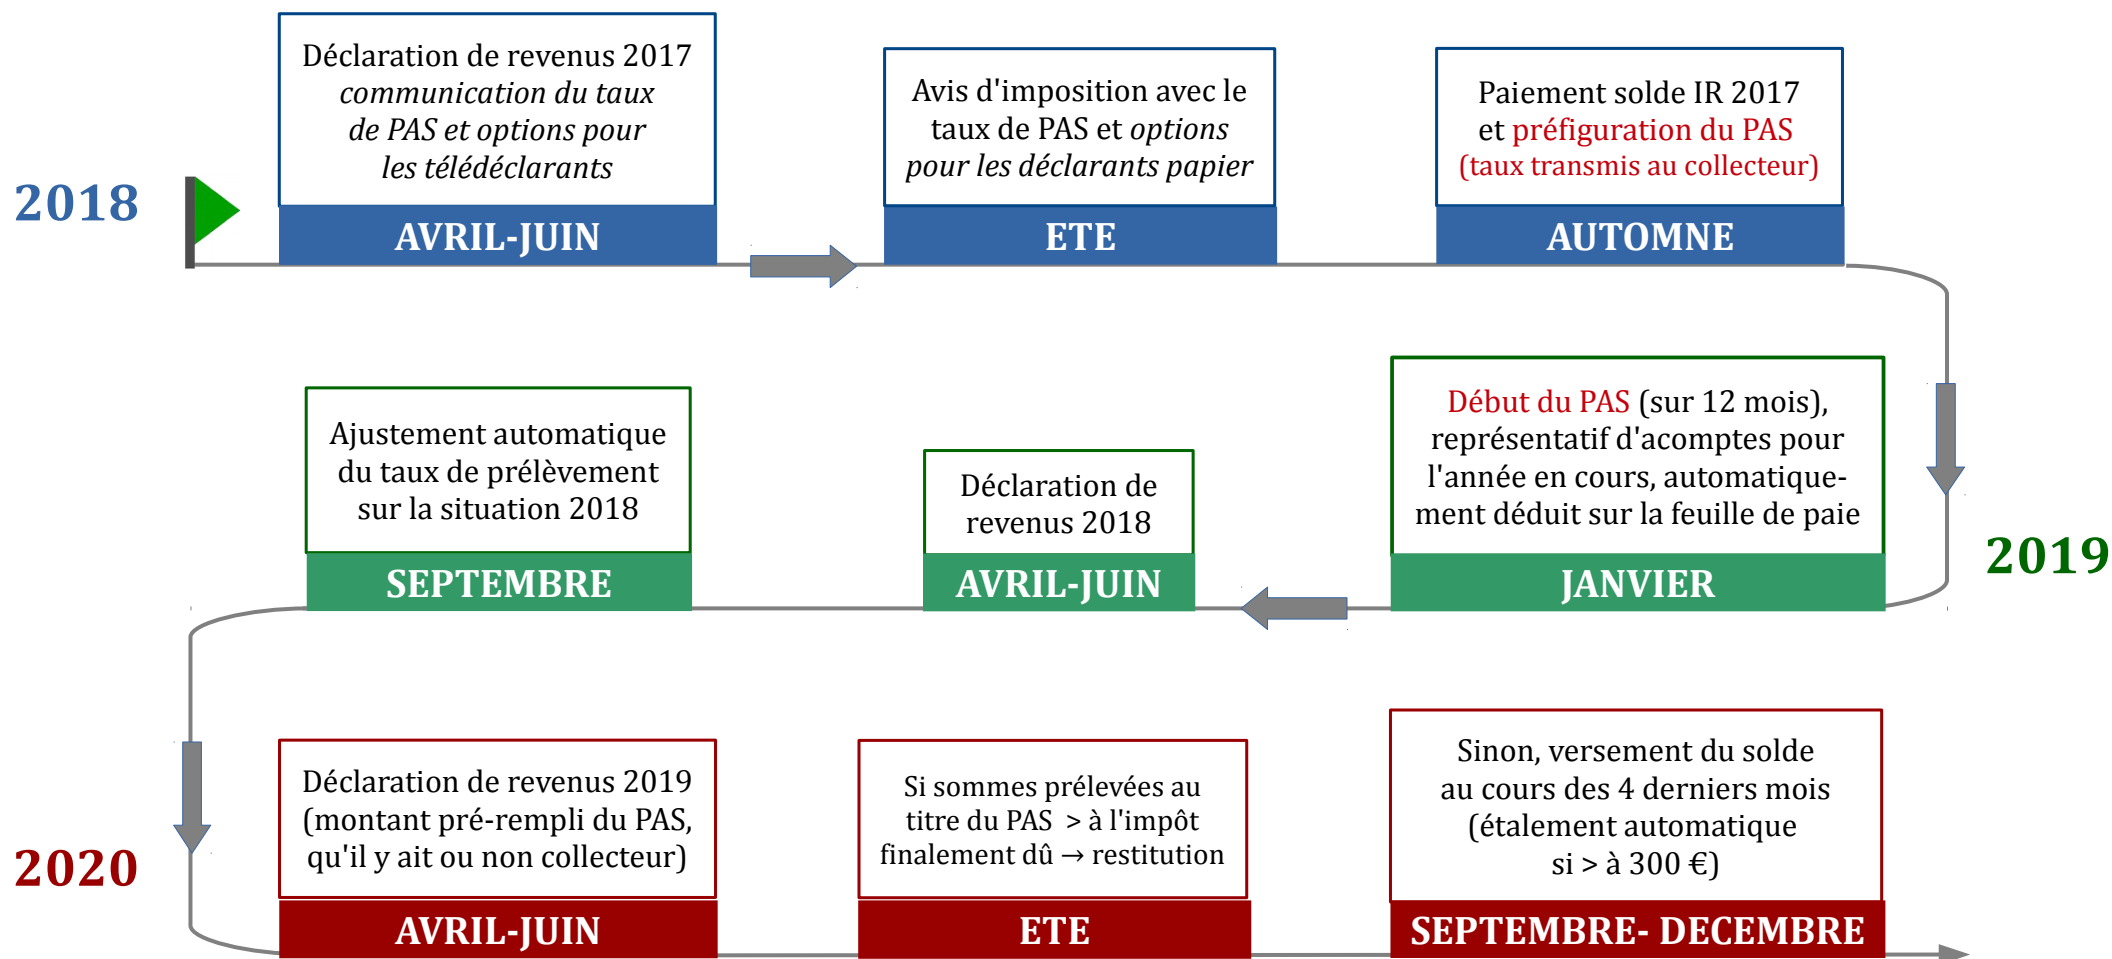 2018
Déclaration de revenus 2017
communication du taux
de PAS et options pour
les télédéclarants
AVRIL-JUIN
Avis d'imposition avec le
taux de PAS et options
pour les déclarants papier
ETE
Paiement solde IR 2017
et préfiguration du PAS
(taux transmis au collecteur)
AUTOMNE
2019
Début du PAS (sur 12 mois),
représentatif d'acomptes pour
l'année en cours, automatique-
ment déduit sur la feuille de paie
JANVIER
Déclaration de
revenus 2018
AVRIL-JUIN
Ajustement automatique
du taux de prélèvement
sur la situation 2018
SEPTEMBRE
2020
Déclaration de revenus 2019
(montant pré-rempli du PAS,
qu'il y ait ou non collecteur)
AVRIL-JUIN
Si sommes prélevées au
titre du PAS > à l'impôt
finalement dû → restitution
ETE
Sinon, versement du solde
au cours des 4 derniers mois
(étalement automatique
si > à 300 €)
SEPTEMBRE- DECEMBRE